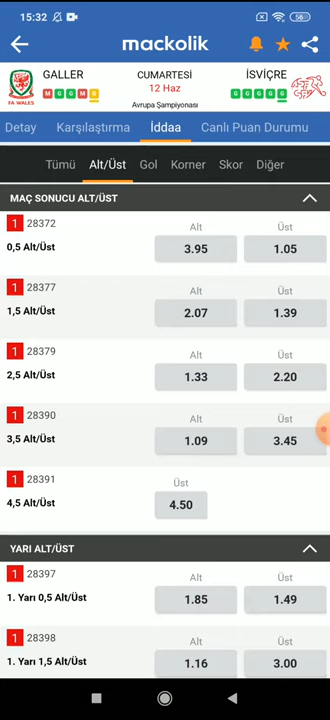 15:32
56
mackolik
GALLER
CUMARTESİ
İSVİÇRE
M G G M B
12 Haz
G G G G G
FA WALES
Avrupa Şampiyonası
Detay Karşılaştırma İddaa Canlı Puan Durumu
Tümü Alt/Üst Gol Korner Skor Diğer
MAÇ SONUCU ALT/ÜST
1 28372 Alt Üst
0,5 Alt/Üst 3.95 1.05
1 28377 Alt Üst
1,5 Alt/Üst 2.07 1.39
1 28379 Alt Üst
2,5 Alt/Üst 1.33 2.20
1 28390 Alt Üst
3,5 Alt/Üst 1.09 3.45
1 28391 Üst
4,5 Alt/Üst 4.50
YARI ALT/ÜST
1 28397 Alt Üst
1. Yarı 0,5 Alt/Üst 1.85 1.49
1 28398 Alt Üst
1. Yarı 1,5 Alt/Üst 1.16 3.00